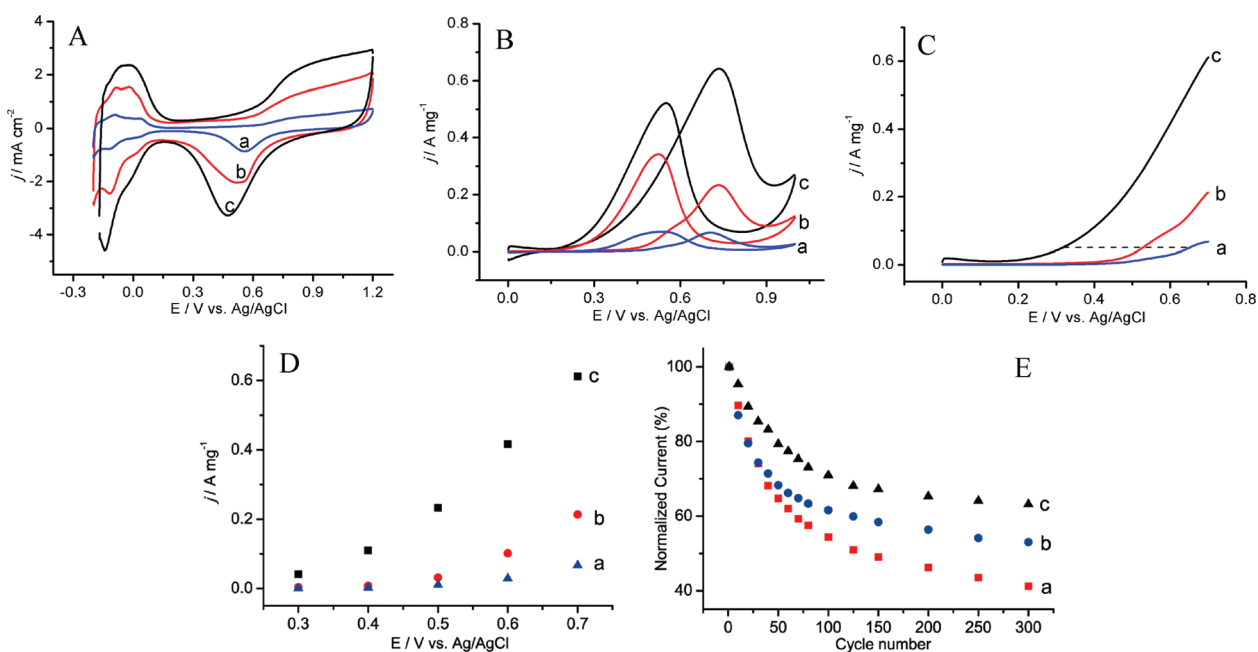 A
4
2
0
-2
-4
j / mA cm⁻²
a
b
c
-0.3 0.0 0.3 0.6 0.9 1.2
E / V vs. Ag/AgCl
B
0.8
0.6
0.4
0.2
0.0
j / A mg⁻¹
c
b
a
0.0 0.3 0.6 0.9
E / V vs. Ag/AgCl
C
0.6
0.4
0.2
0.0
j / A mg⁻¹
c
b
a
0.0 0.2 0.4 0.6 0.8
E / V vs. Ag/AgCl
D
0.6
0.4
0.2
0.0
j / A mg⁻¹
c
b
a
0.3 0.4 0.5 0.6 0.7
E / V vs. Ag/AgCl
E
100
80
60
40
Normalized Current (%)
c
b
a
0 50 100 150 200 250 300
Cycle number